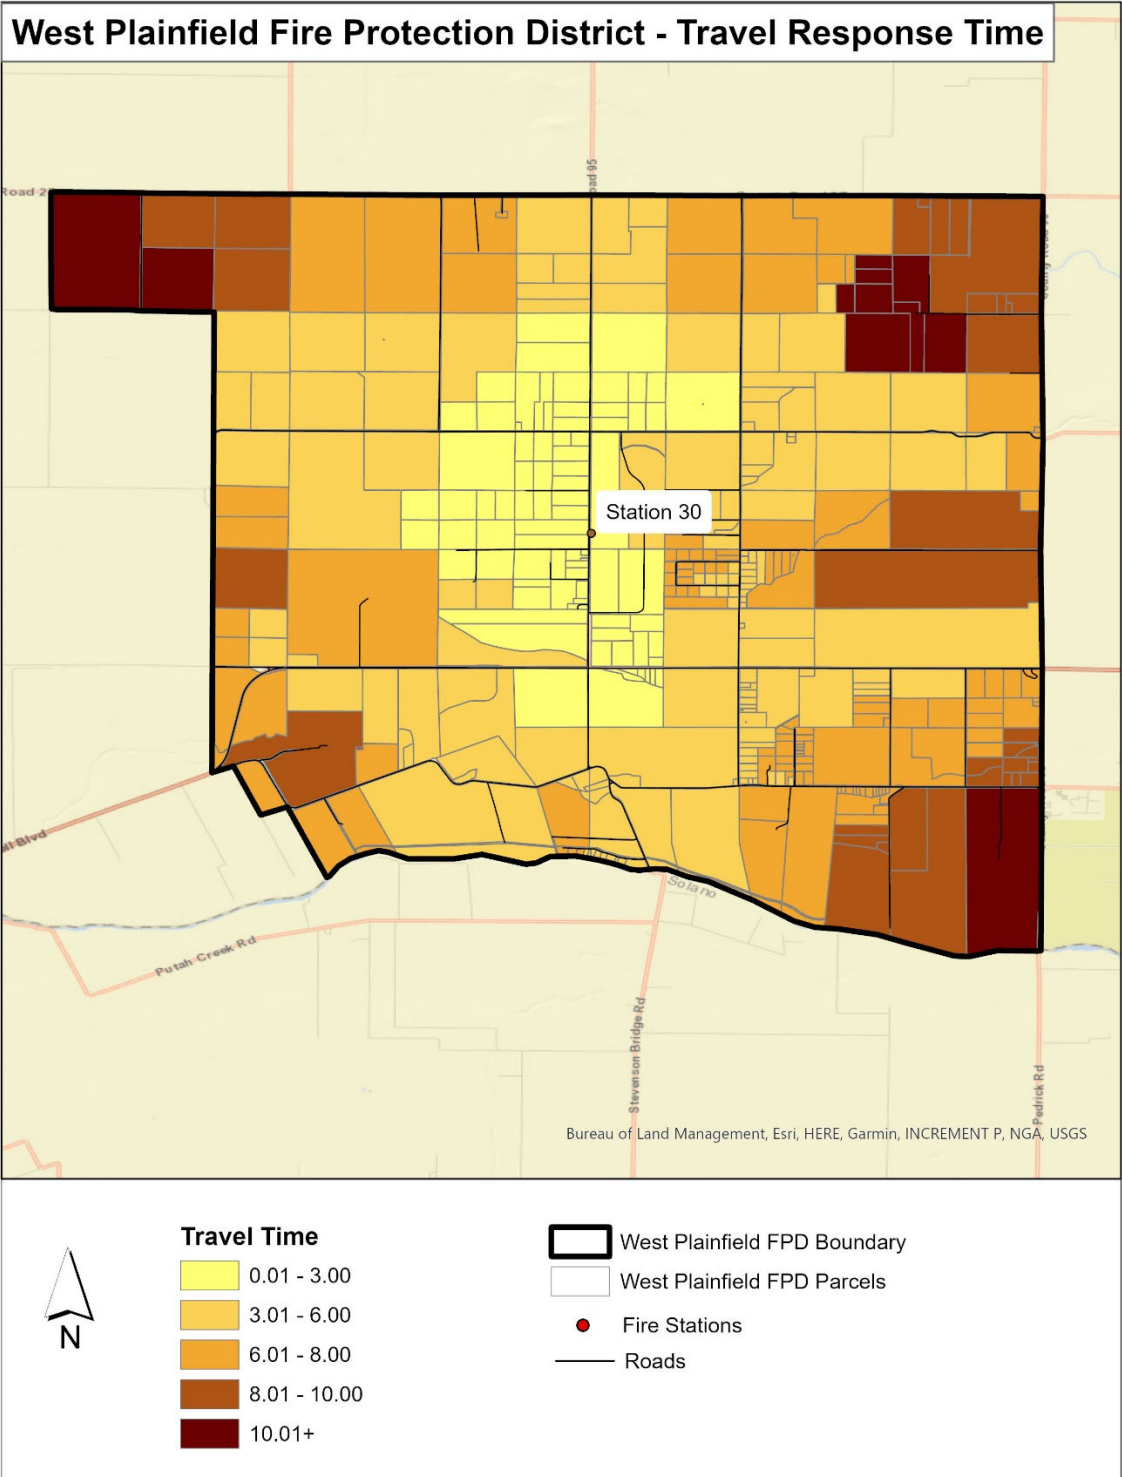 West Plainfield Fire Protection District - Travel Response Time
Road 2
Station 30
Solano
Putah Creek Rd
Stevenson Bridge Rd
Pedrick Rd
Bureau of Land Management, Esri, HERE, Garmin, INCREMENT P, NGA, USGS
Travel Time
0.01 - 3.00
3.01 - 6.00
6.01 - 8.00
8.01 - 10.00
10.01+
N
West Plainfield FPD Boundary
West Plainfield FPD Parcels
Fire Stations
Roads